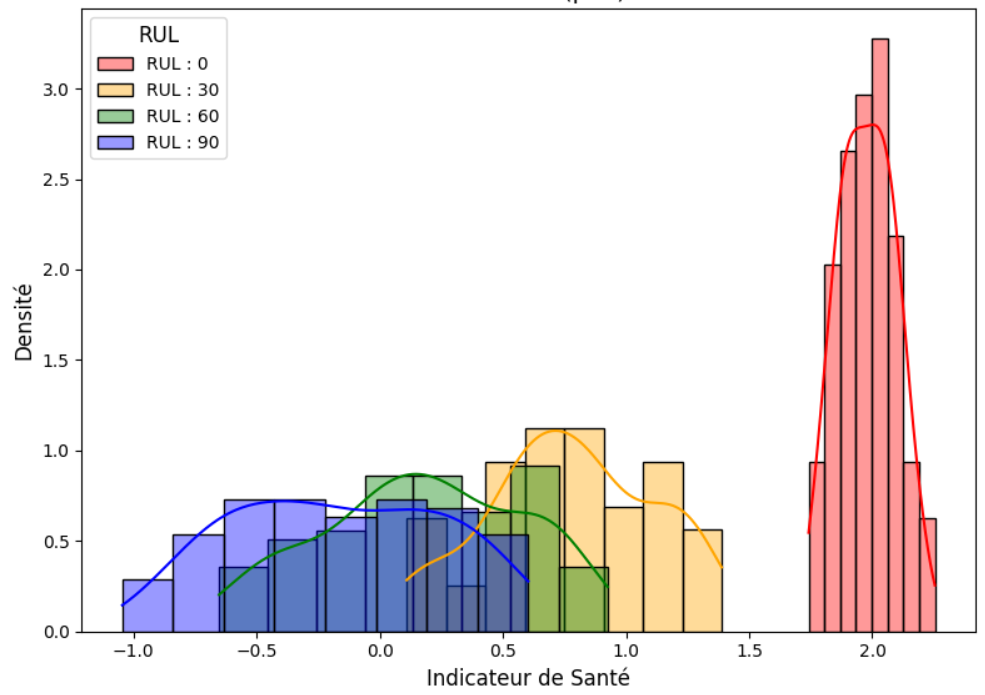 RUL
RUL : 0
RUL : 30
RUL : 60
RUL : 90
Densité
3.0
2.5
2.0
1.5
1.0
0.5
0.0
−1.0 −0.5 0.0 0.5 1.0 1.5 2.0
Indicateur de Santé